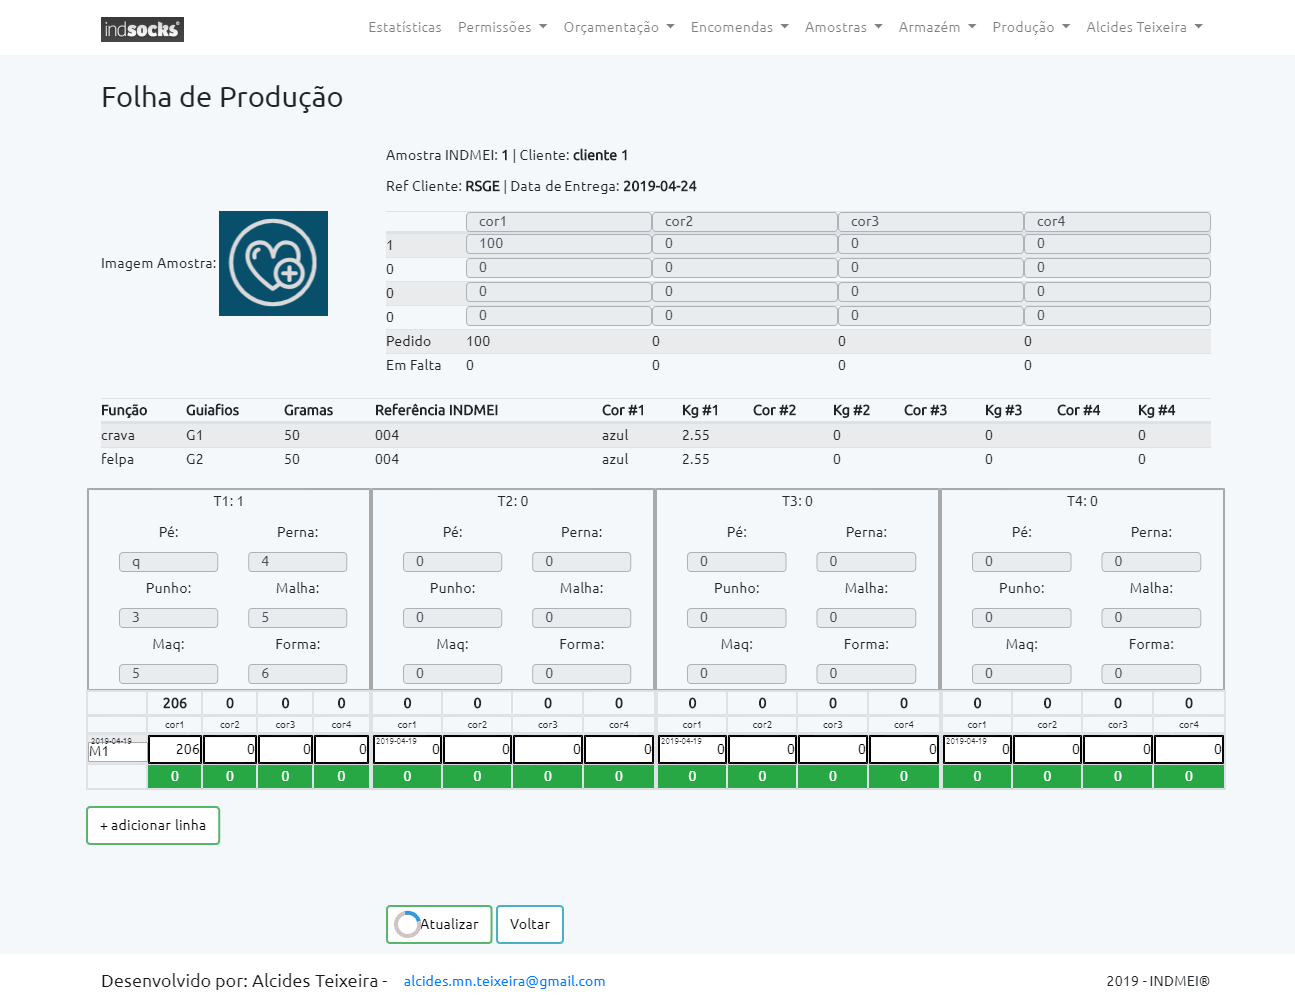 indsocks® Estatísticas Permissões Orçamentação Encomendas Amostras Armazém Produção Alcides Teixeira
Folha de Produção
Amostra INDMEI: 1 | Cliente: cliente 1
Ref Cliente: RSGE | Data de Entrega: 2019-04-24
Imagem Amostra:
cor1 cor2 cor3 cor4
1 100 0 0 0
0 0 0 0 0
0 0 0 0 0
0 0 0 0 0
Pedido 100 0 0 0
Em Falta 0 0 0 0
Função Guiafios Gramas Referência INDMEI Cor #1 Kg #1 Cor #2 Kg #2 Cor #3 Kg #3 Cor #4 Kg #4
crava G1 50 004 azul 2.55 0 0 0
felpa G2 50 004 azul 2.55 0 0 0
T1: 1 T2: 0 T3: 0 T4: 0
Pé: Perna: Pé: Perna: Pé: Perna: Pé: Perna:
q 4 0 0 0 0 0 0
Punho: Malha: Punho: Malha: Punho: Malha: Punho: Malha:
3 5 0 0 0 0 0 0
Maq: Forma: Maq: Forma: Maq: Forma: Maq: Forma:
5 6 0 0 0 0 0 0
206 0 0 0 0 0 0 0 0 0 0 0 0 0 0 0
cor1 cor2 cor3 cor4 cor1 cor2 cor3 cor4 cor1 cor2 cor3 cor4 cor1 cor2 cor3 cor4
2019-04-19 2019-04-19 2019-04-19 2019-04-19
M1 206 0 0 0 0 0 0 0 0 0 0 0 0 0 0 0
0 0 0 0 0 0 0 0 0 0 0 0 0 0 0 0
+ adicionar linha
Atualizar Voltar
Desenvolvido por: Alcides Teixeira - alcides.mn.teixeira@gmail.com 2019 - INDMEI®